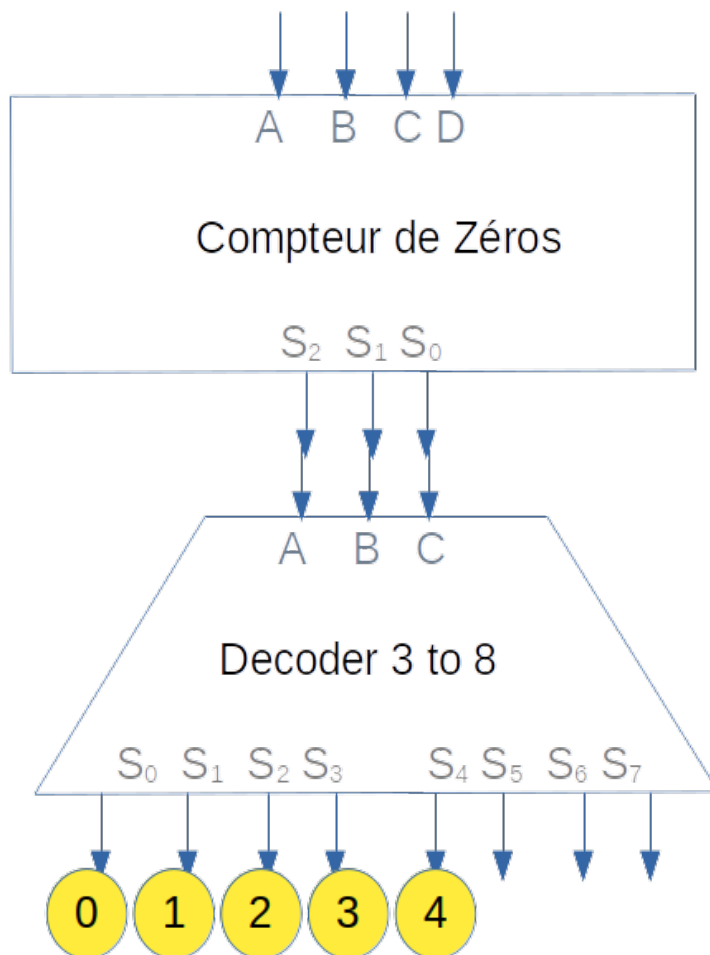 A B C D
Compteur de Zéros
S₂ S₁ S₀
A B C
Decoder 3 to 8
S₀ S₁ S₂ S₃ S₄ S₅ S₆ S₇
0 1 2 3 4